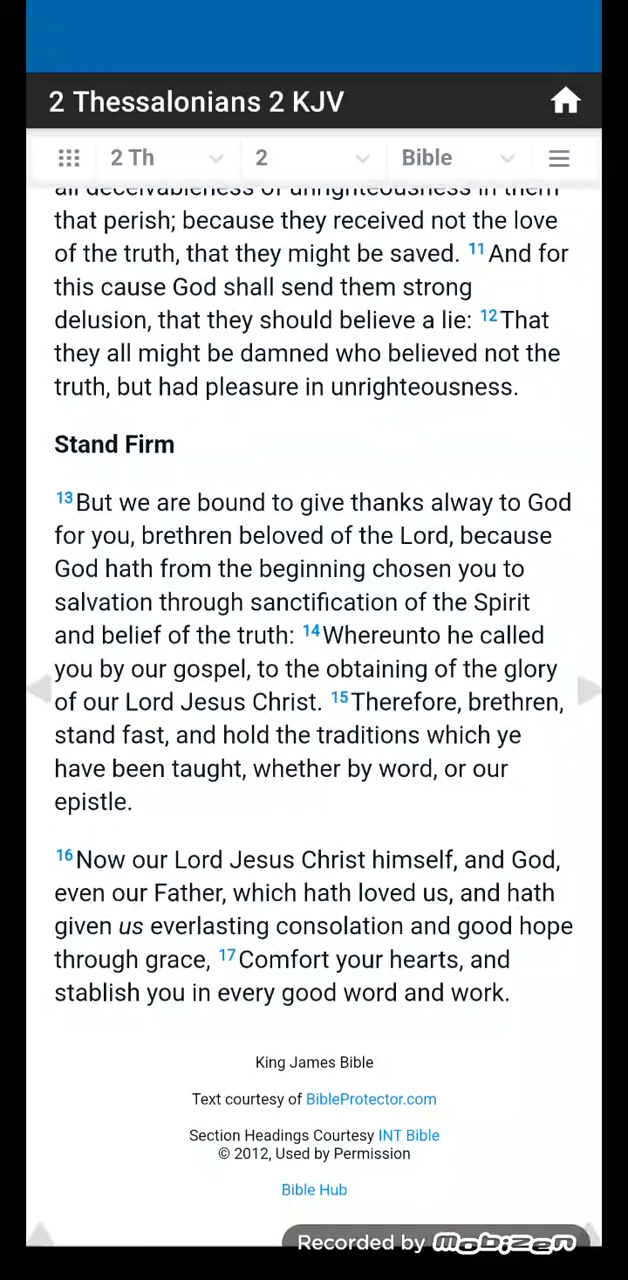 2 Thessalonians 2 KJV
2 Th 2 Bible
all deceivableness of unrighteousness in them
that perish; because they received not the love
of the truth, that they might be saved. 11 And for
this cause God shall send them strong
delusion, that they should believe a lie: 12 That
they all might be damned who believed not the
truth, but had pleasure in unrighteousness.
Stand Firm
13 But we are bound to give thanks alway to God
for you, brethren beloved of the Lord, because
God hath from the beginning chosen you to
salvation through sanctification of the Spirit
and belief of the truth: 14 Whereunto he called
you by our gospel, to the obtaining of the glory
of our Lord Jesus Christ. 15 Therefore, brethren,
stand fast, and hold the traditions which ye
have been taught, whether by word, or our
epistle.
16 Now our Lord Jesus Christ himself, and God,
even our Father, which hath loved us, and hath
given us everlasting consolation and good hope
through grace, 17 Comfort your hearts, and
stablish you in every good word and work.
King James Bible
Text courtesy of BibleProtector.com
Section Headings Courtesy INT Bible
© 2012, Used by Permission
Bible Hub
Recorded by Mobizen